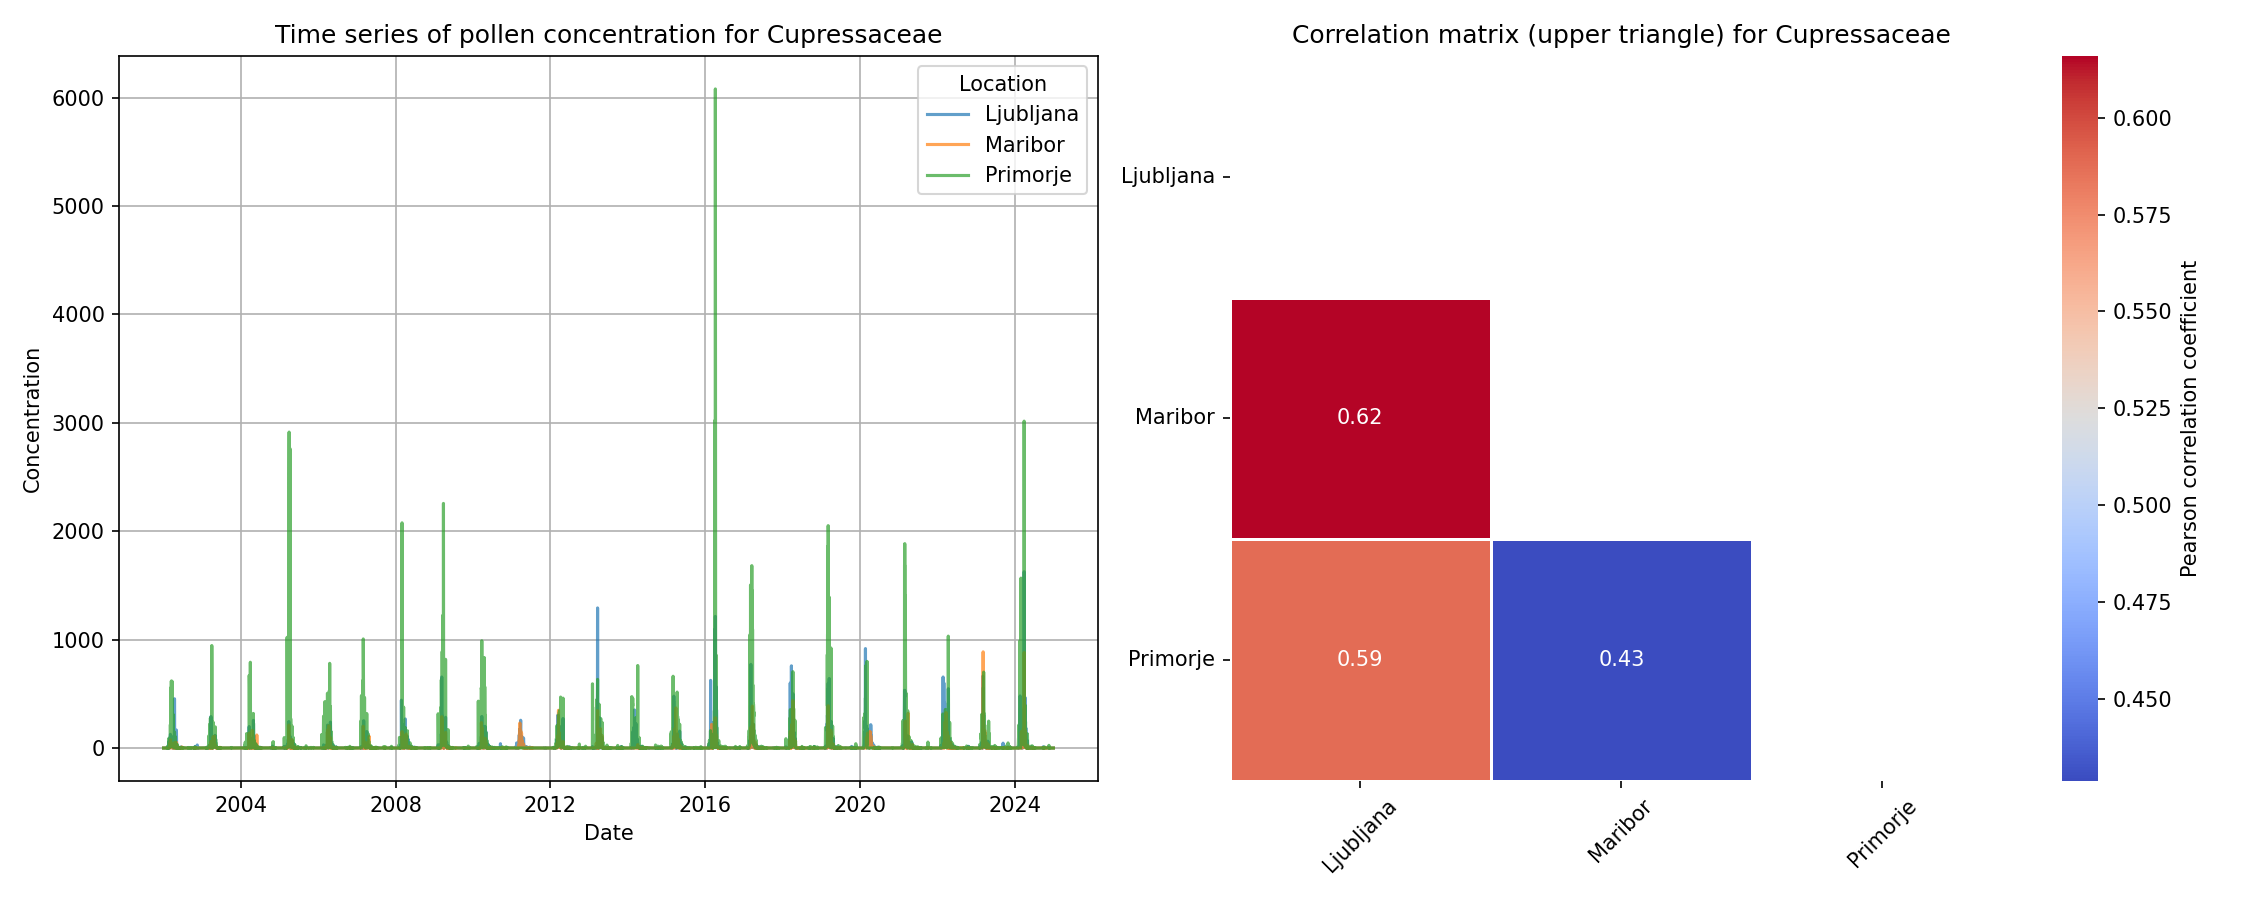 Time series of pollen concentration for Cupressaceae
Concentration
6000
5000
4000
3000
2000
1000
0
2004
2008
2012
2016
2020
2024
Date
Location
Ljubljana
Maribor
Primorje
Correlation matrix (upper triangle) for Cupressaceae
Ljubljana
Maribor
Primorje
0.62
0.59
0.43
Ljubljana
Maribor
Primorje
0.600
0.575
0.550
0.525
0.500
0.475
0.450
Pearson correlation coefficient